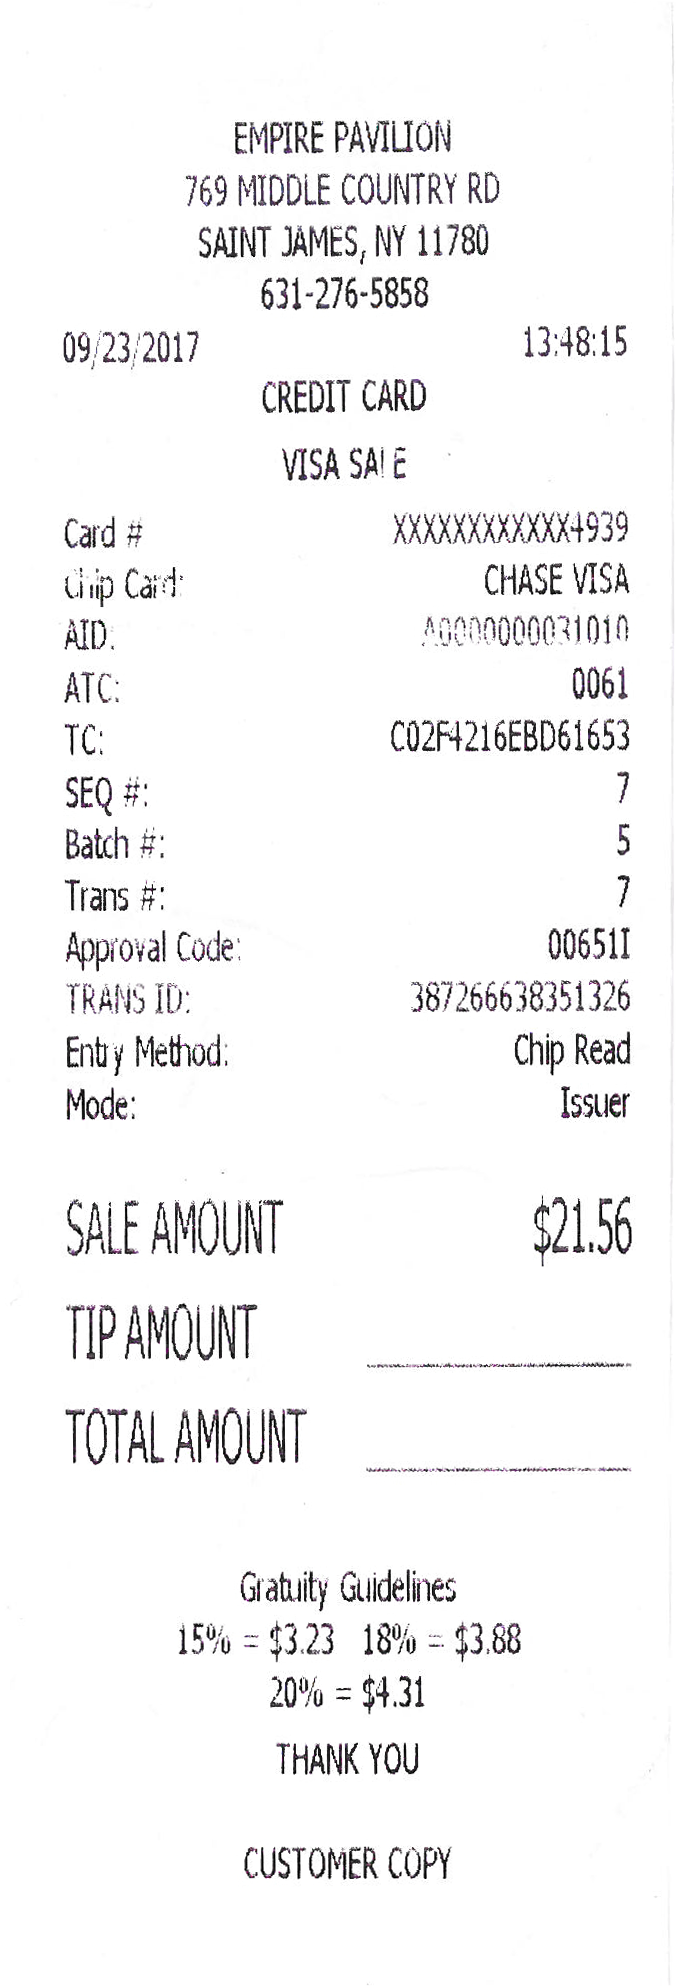 EMPIRE PAVILION
769 MIDDLE COUNTRY RD
SAINT JAMES, NY 11780
631-276-5858
09/23/2017 13:48:15
CREDIT CARD
VISA SALE
Card # XXXXXXXXXXXX4939
Chip Card: CHASE VISA
AID: A0000000031010
ATC: 0061
TC: C02F4216EBD61653
SEQ #: 7
Batch #: 5
Trans #: 7
Approval Code: 00651I
TRANS ID: 387266638351326
Entry Method: Chip Read
Mode: Issuer
SALE AMOUNT $21.56
TIP AMOUNT
TOTAL AMOUNT
Gratuity Guidelines
15% = $3.23 18% = $3.88
20% = $4.31
THANK YOU
CUSTOMER COPY